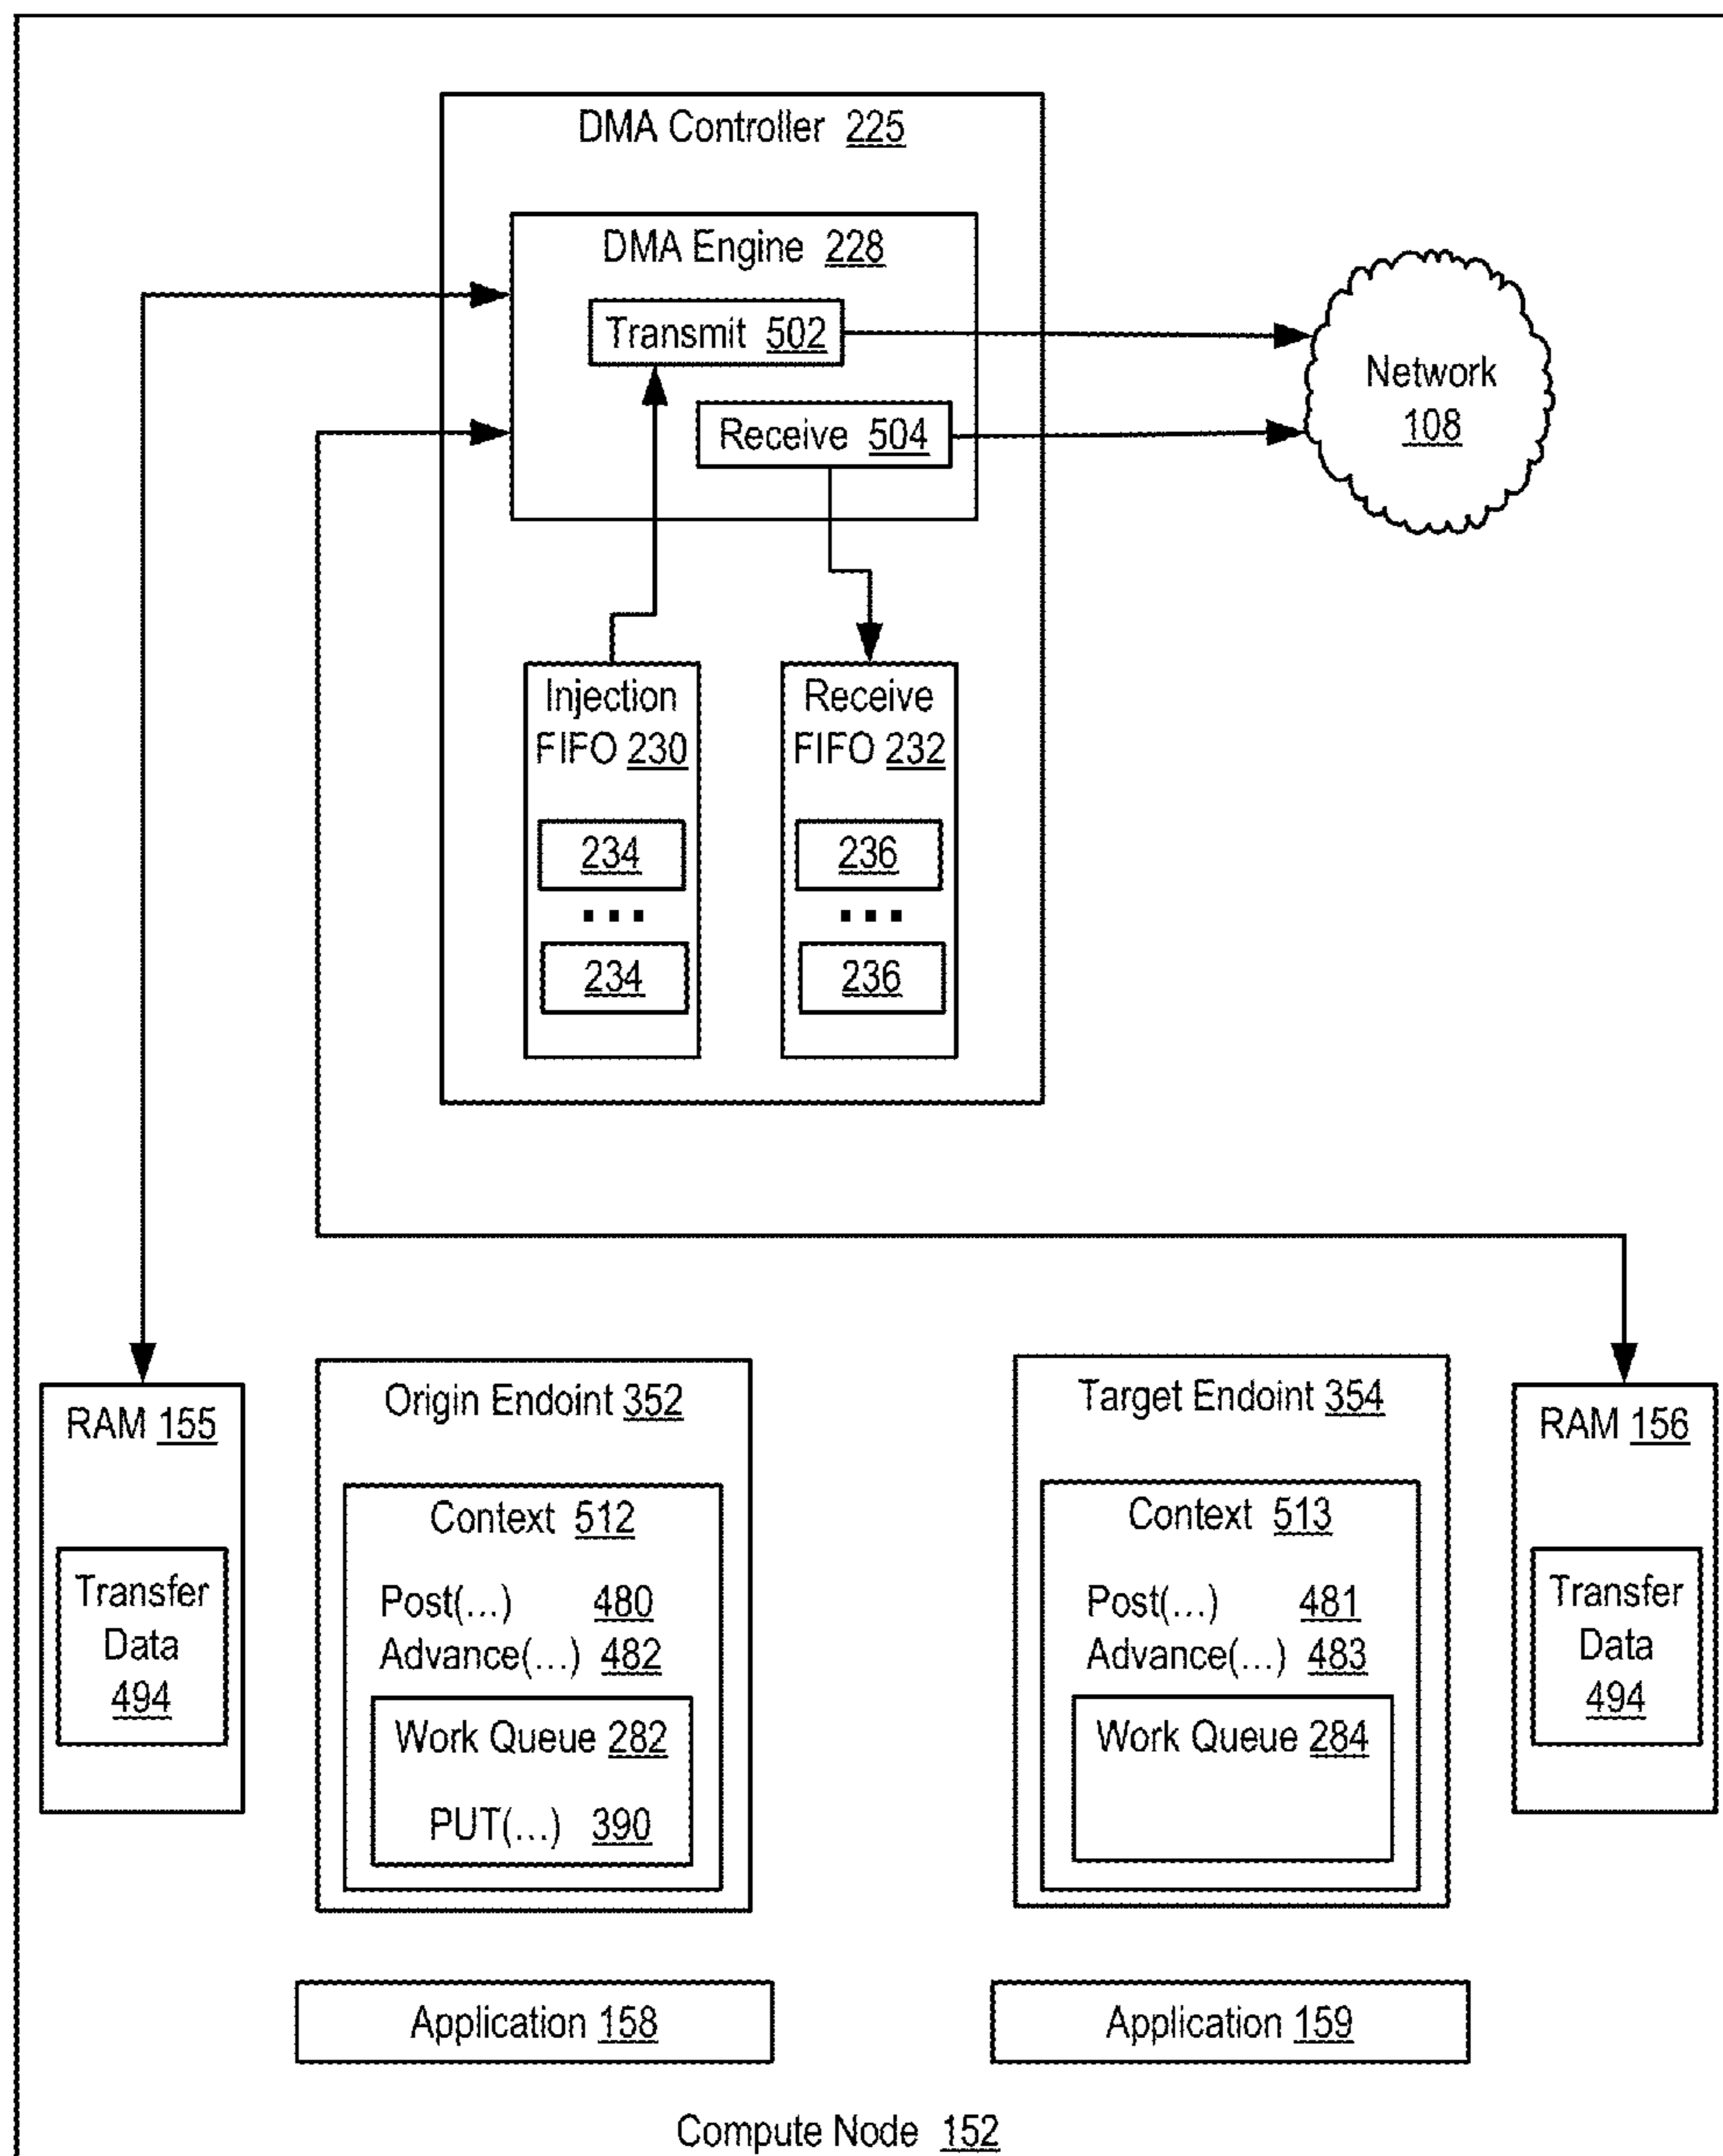 DMA Controller 225
DMA Engine 228
Transmit 502
Receive 504
Network
108
Injection
FIFO 230
234
...
234
Receive
FIFO 232
236
...
236
RAM 155
Transfer
Data
494
Origin Endoint 352
Context 512
Post(...) 480
Advance(...) 482
Work Queue 282
PUT(...) 390
Target Endoint 354
Context 513
Post(...) 481
Advance(...) 483
Work Queue 284
RAM 156
Transfer
Data
494
Application 158
Application 159
Compute Node 152